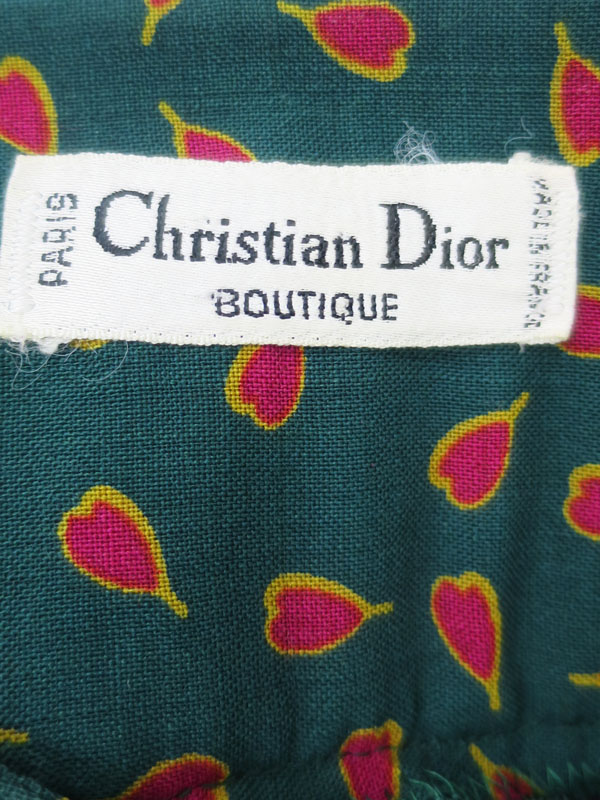 PARIS
Christian Dior
BOUTIQUE
MADE IN FRANCE